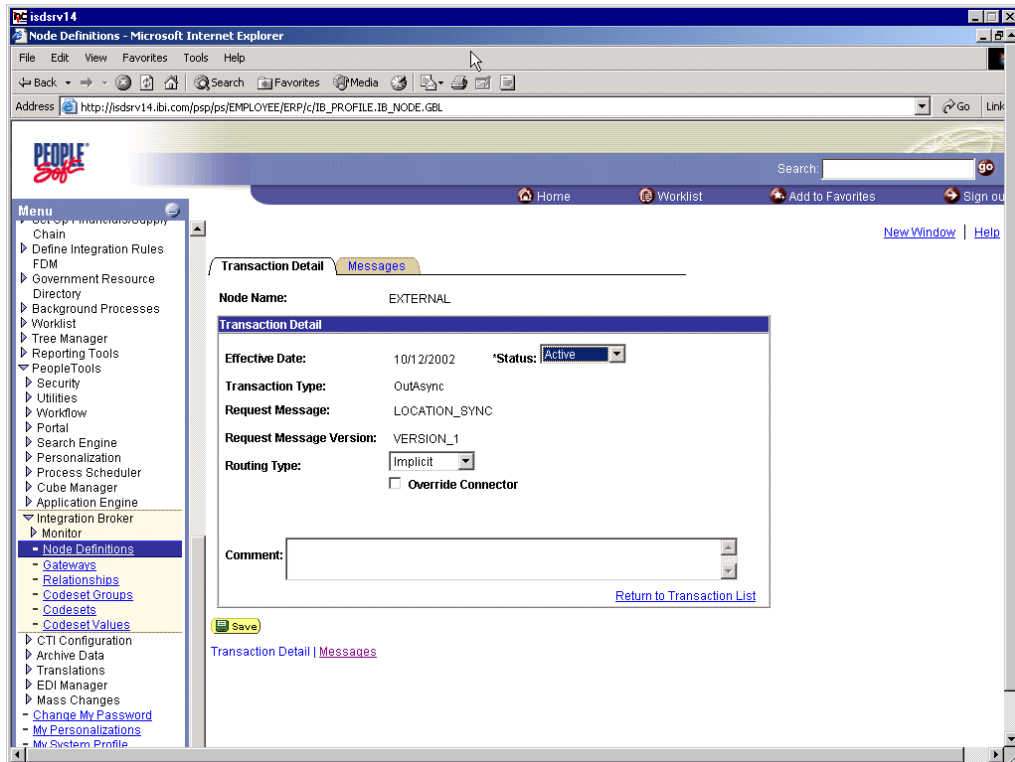 isdsrv14
Node Definitions - Microsoft Internet Explorer
File Edit View Favorites Tools Help
Back Search Favorites Media
Address http://isdsrv14.ibi.com/psp/ps/EMPLOYEE/ERP/c/IB_PROFILE.IB_NODE.GBL Go Link
PEOPLE Soft
Search: go
Home Worklist Add to Favorites Sign ou
Menu
New Window | Help
Set Up Financials/Supply
Chain
Define Integration Rules
FDM
Government Resource
Directory
Background Processes
Worklist
Tree Manager
Reporting Tools
PeopleTools
Security
Utilities
Workflow
Portal
Search Engine
Personalization
Process Scheduler
Cube Manager
Application Engine
Integration Broker
Monitor
Node Definitions
Gateways
Relationships
Codeset Groups
Codesets
Codeset Values
CTI Configuration
Archive Data
Translations
EDI Manager
Mass Changes
Change My Password
My Personalizations
My System Profile
Transaction Detail Messages
Node Name: EXTERNAL
Transaction Detail
Effective Date: 10/12/2002 *Status: Active
Transaction Type: OutAsync
Request Message: LOCATION_SYNC
Request Message Version: VERSION_1
Routing Type: Implicit
Override Connector
Comment:
Return to Transaction List
Save
Transaction Detail | Messages